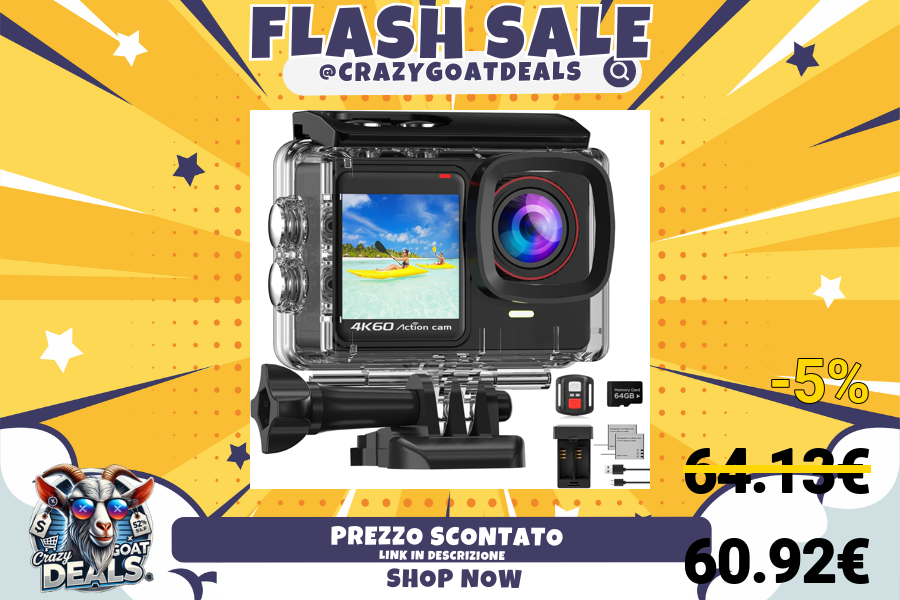 FLASH SALE
@CRAZYGOATDEALS
4K60 Action cam
Memory Card
64GB
-5%
64.13€
$
52%
Crazy
GOAT
DEALS
PREZZO SCONTATO
LINK IN DESCRIZIONE
SHOP NOW
60.92€